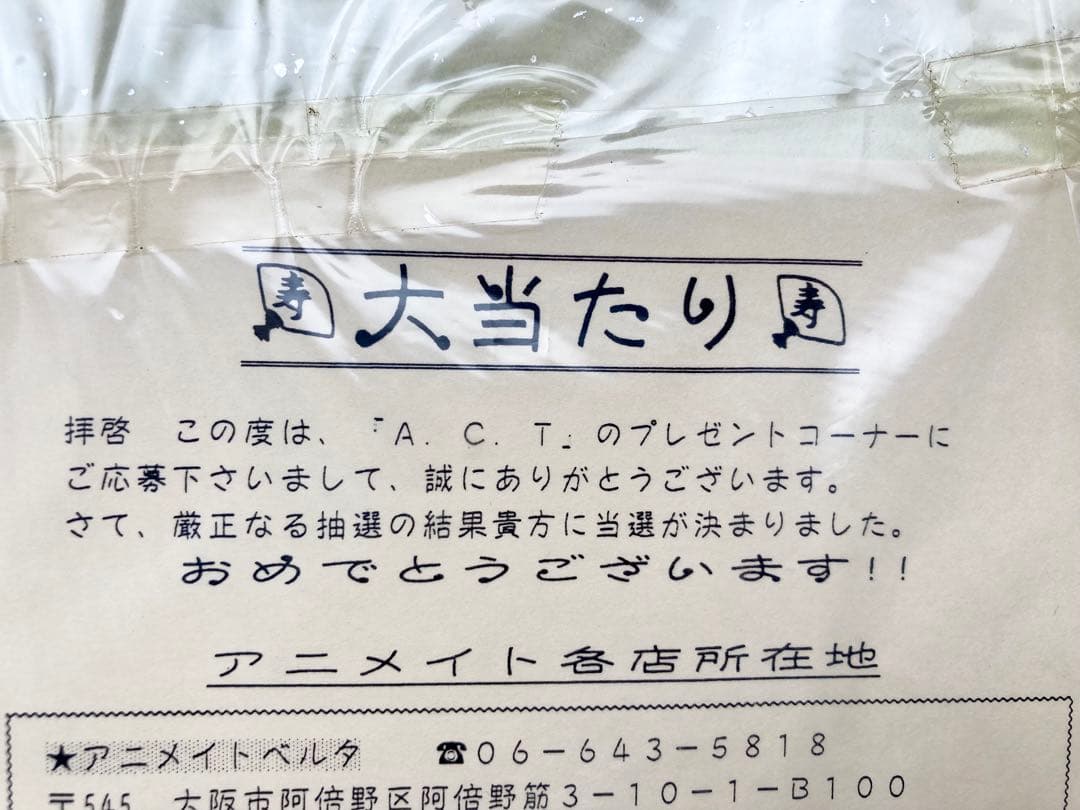 寿 大当たり 寿
拝啓 この度は、「A.C.T」のプレゼントコーナーに
ご応募下さいまして、誠にありがとうございます。
さて、厳正なる抽選の結果貴方に当選が決まりました。
おめでとうございます!!
アニメイト各店所在地
★アニメイトベルタ ☎06-643-5818
〒545 大阪市阿倍野区阿倍野筋3-10-1-B100